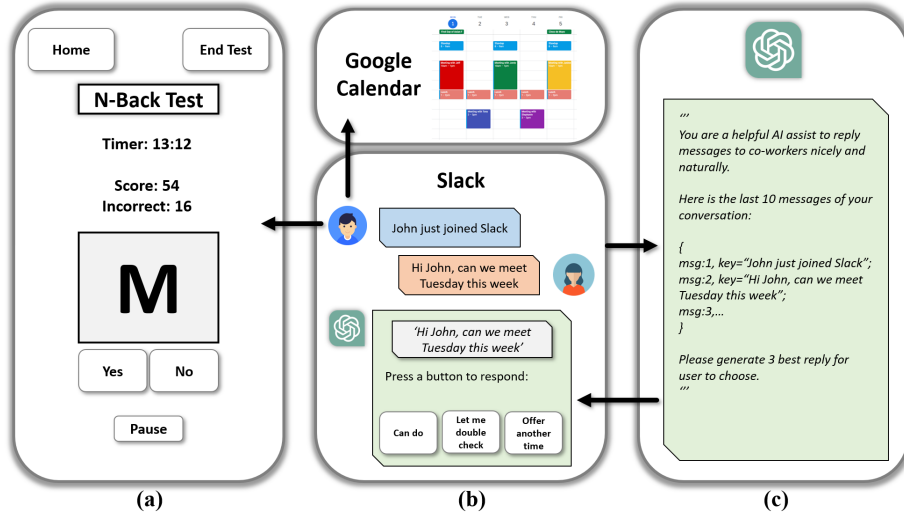 Home
End Test
N-Back Test
Timer: 13:12
Score: 54
Incorrect: 16
M
Yes
No
Pause
(a)
Google
Calendar
1
2
3
4
5
Slack
John just joined Slack
Hi John, can we meet
Tuesday this week
‘Hi John, can we meet
Tuesday this week’
Press a button to respond:
Can do
Let me
double
check
Offer
another
time
(b)
’’’
You are a helpful AI assist to reply
messages to co-workers nicely and
naturally.
Here is the last 10 messages of your
conversation:
{
msg:1, key=“John just joined Slack”;
msg:2, key=“Hi John, can we meet
Tuesday this week”;
msg:3,...
}
Please generate 3 best reply for
user to choose.
’’’
(c)